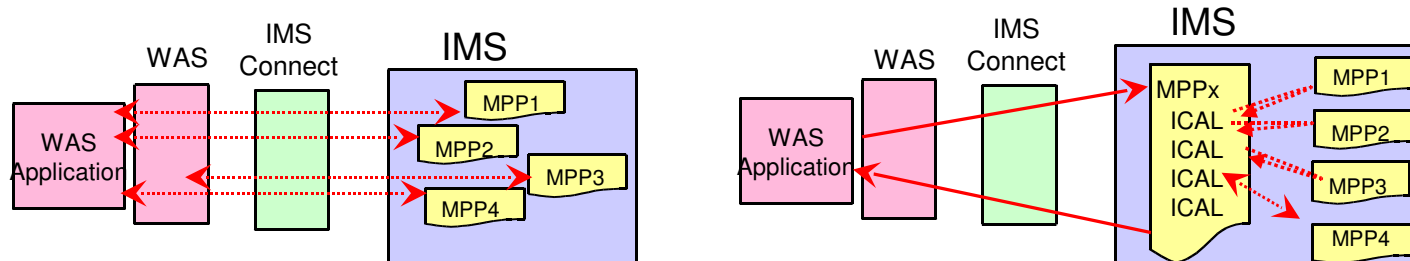 WAS
IMS
Connect
IMS
WAS
Application
MPP1
MPP2
MPP3
MPP4
WAS
IMS
Connect
IMS
WAS
Application
MPPx
ICAL
ICAL
ICAL
ICAL
MPP1
MPP2
MPP3
MPP4